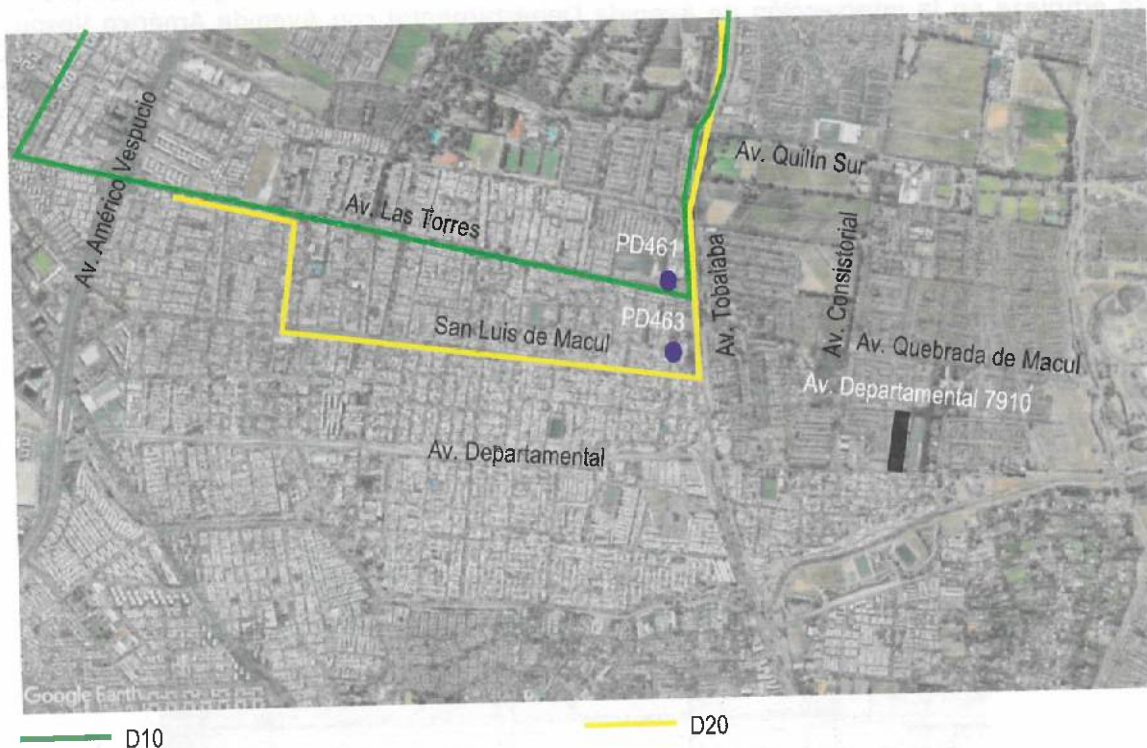 Av. Américo Vespucio
Av. Quilín Sur
Av. Las Torres
PD461
Av. Tobalaba
Av. Consistorial
PD463
San Luis de Macul
Av. Quebrada de Macul
Av. Departamental 7910
Av. Departamental
Google Earth
D10
D20